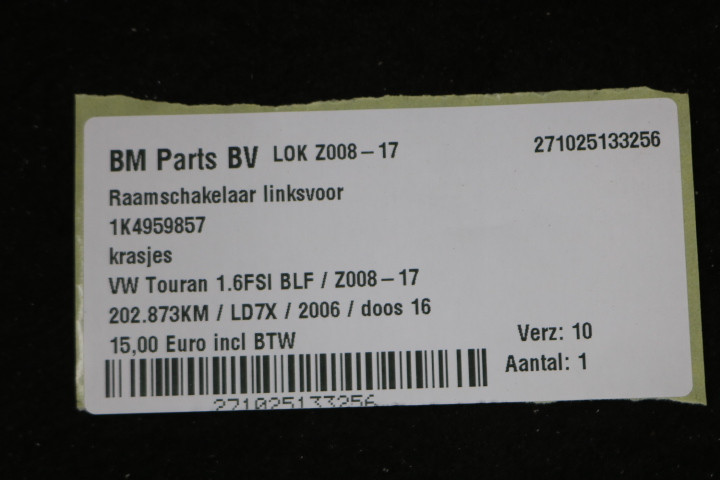 BM Parts BV LOK Z008-17 271025133256
Raamschakelaar linksvoor
1K4959857
krasjes
VW Touran 1.6FSI BLF / Z008-17
202.873KM / LD7X / 2006 / doos 16
15,00 Euro incl BTW
Verz: 10
Aantal: 1
271025133256